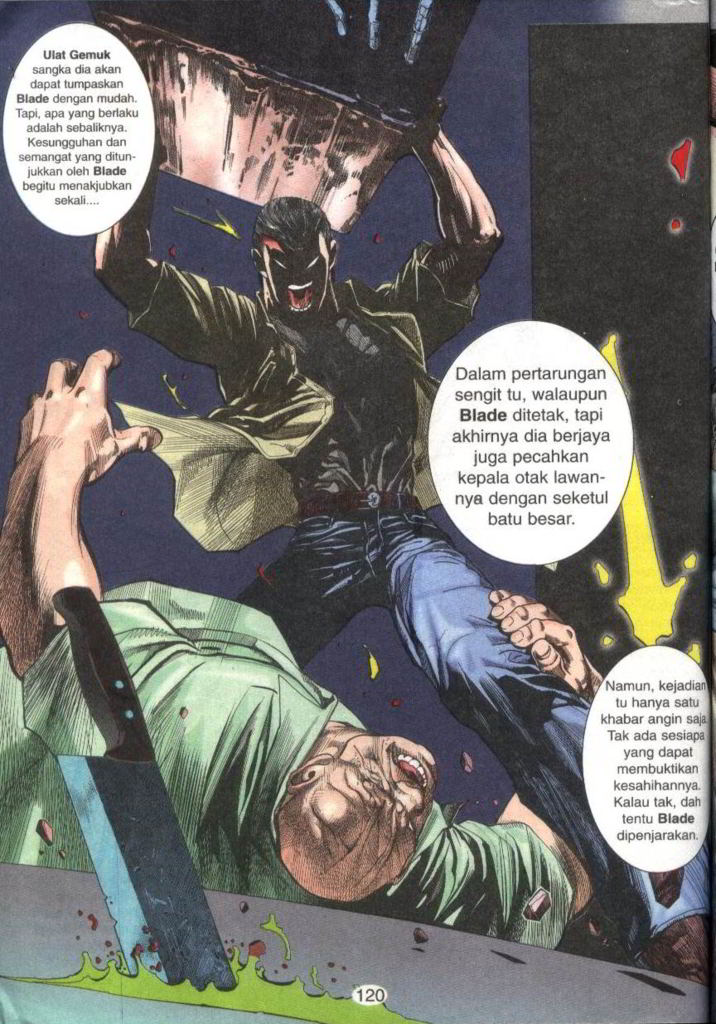 Ulat Gemuk
sangka dia akan
dapat tumpaskan
Blade dengan mudah.
Tapi, apa yang berlaku
adalah sebaliknya.
Kesungguhan dan
semangat yang ditun-
jukkan oleh Blade
begitu menakjubkan
sekali....
Dalam pertarungan
sengit tu, walaupun
Blade ditetak, tapi
akhirnya dia berjaya
juga pecahkan
kepala otak lawan-
nya dengan seketul
batu besar.
Namun, kejadian
tu hanya satu
khabar angin saja.
Tak ada sesiapa
yang dapat
membuktikan
kesahihannya.
Kalau tak, dah
tentu Blade
dipenjarakan.
120